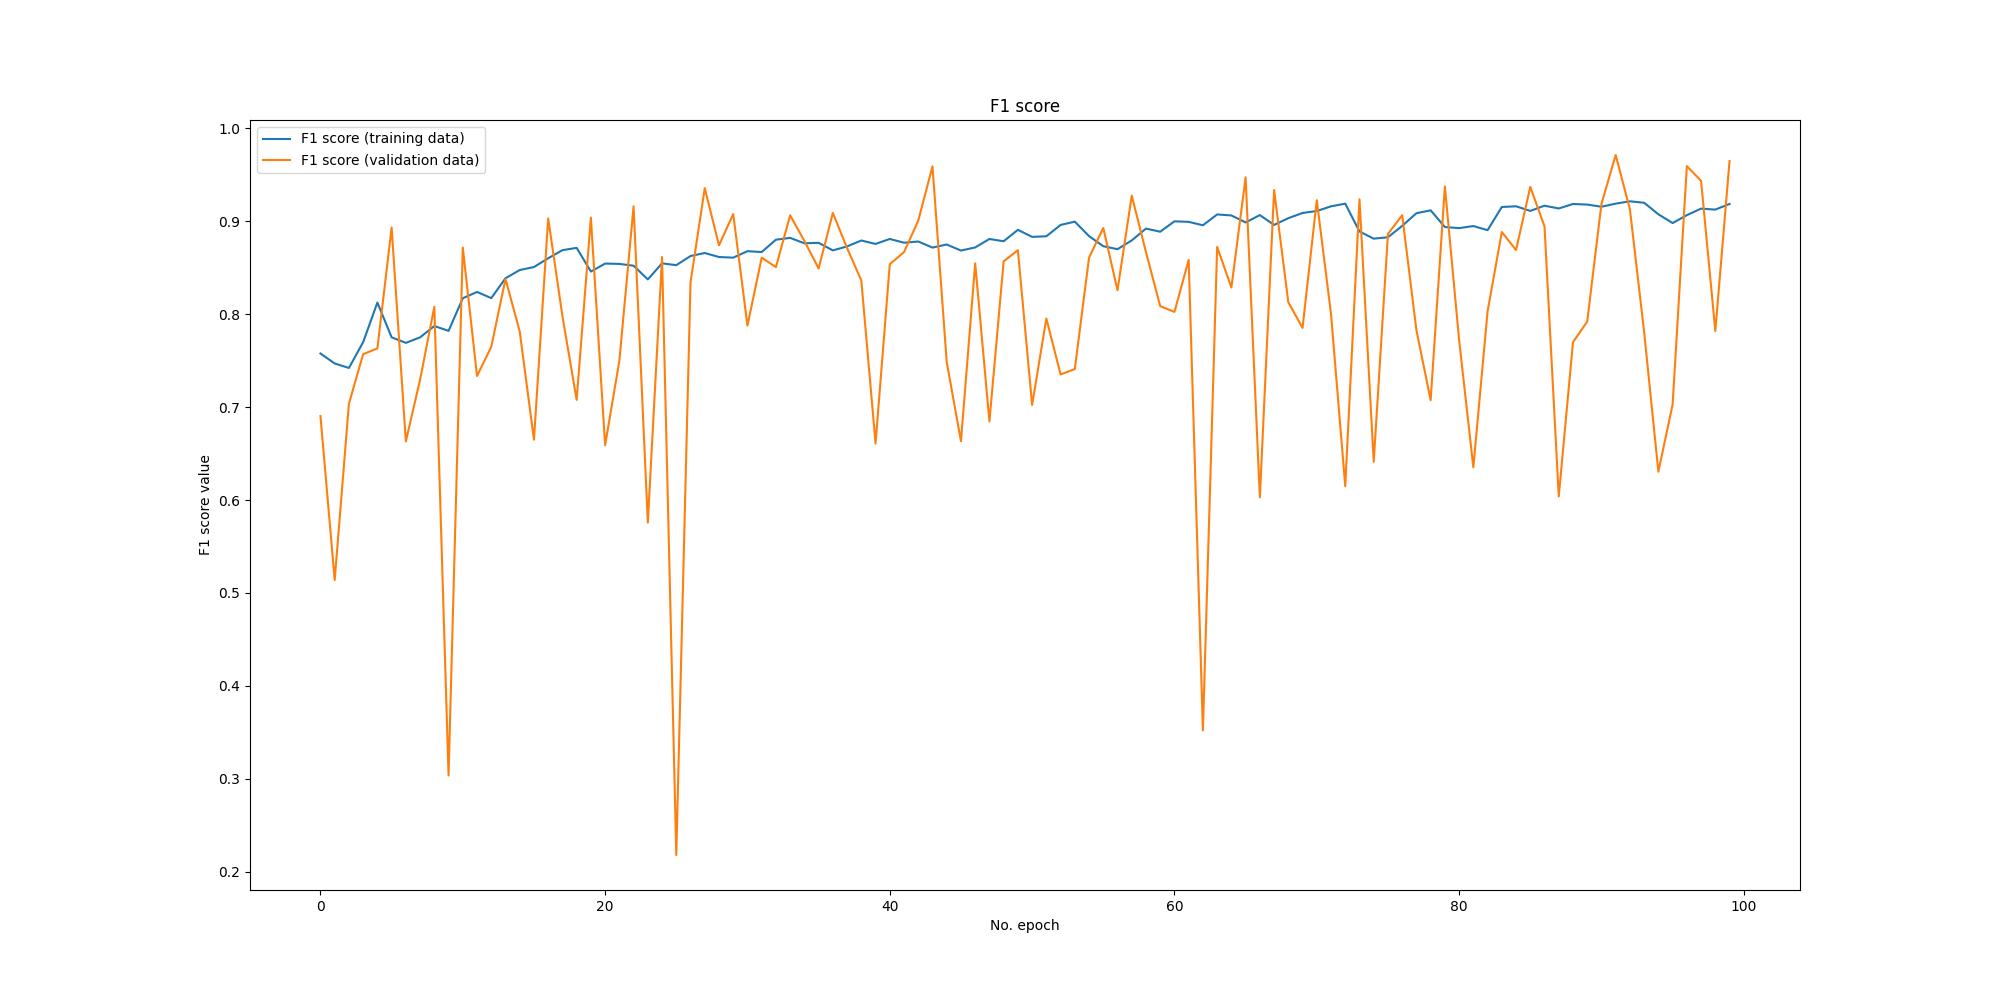 F1 score
F1 score (training data)
F1 score (validation data)
F1 score value
1.0
0.9
0.8
0.7
0.6
0.5
0.4
0.3
0.2
0 20 40 60 80 100
No. epoch